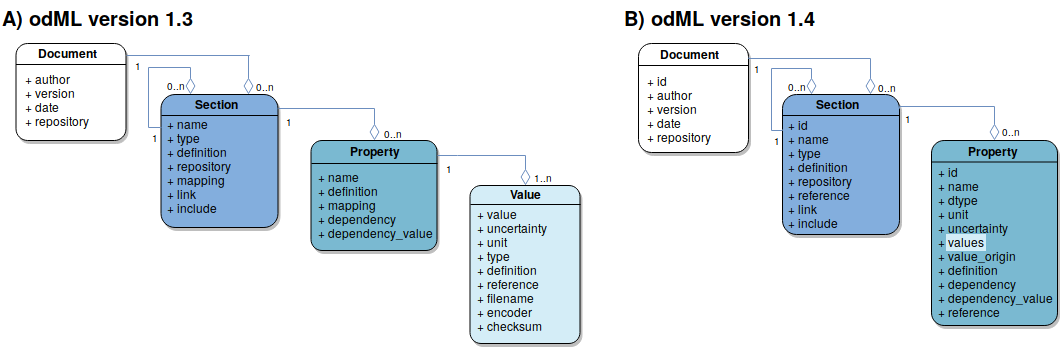 A) odML version 1.3
Document
+ author
+ version
+ date
+ repository
1
0..n
0..n
Section
+ name
+ type
+ definition
+ repository
+ mapping
+ link
+ include
1
1
0..n
Property
+ name
+ definition
+ mapping
+ dependency
+ dependency_value
1
1..n
Value
+ value
+ uncertainty
+ unit
+ type
+ definition
+ reference
+ filename
+ encoder
+ checksum
B) odML version 1.4
Document
+ id
+ author
+ version
+ date
+ repository
1
0..n
0..n
Section
+ id
+ name
+ type
+ definition
+ repository
+ reference
+ link
+ include
1
1
0..n
Property
+ id
+ name
+ dtype
+ unit
+ uncertainty
+ values
+ value_origin
+ definition
+ dependency
+ dependency_value
+ reference